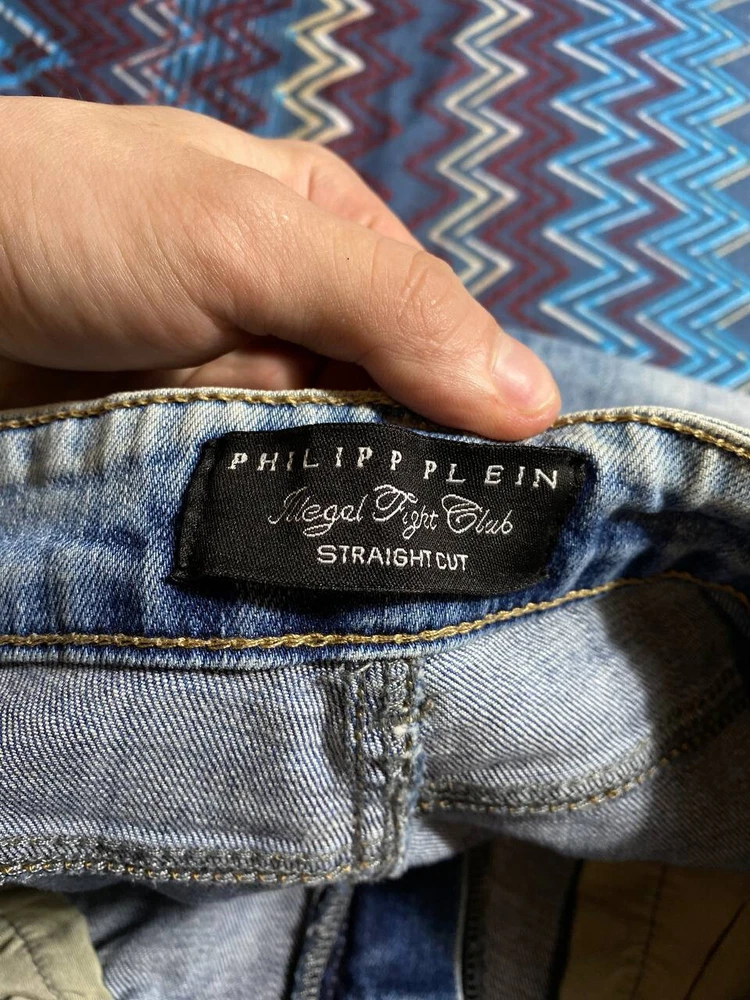 PHILIPP PLEIN
Illegal Fight Club
STRAIGHT CUT